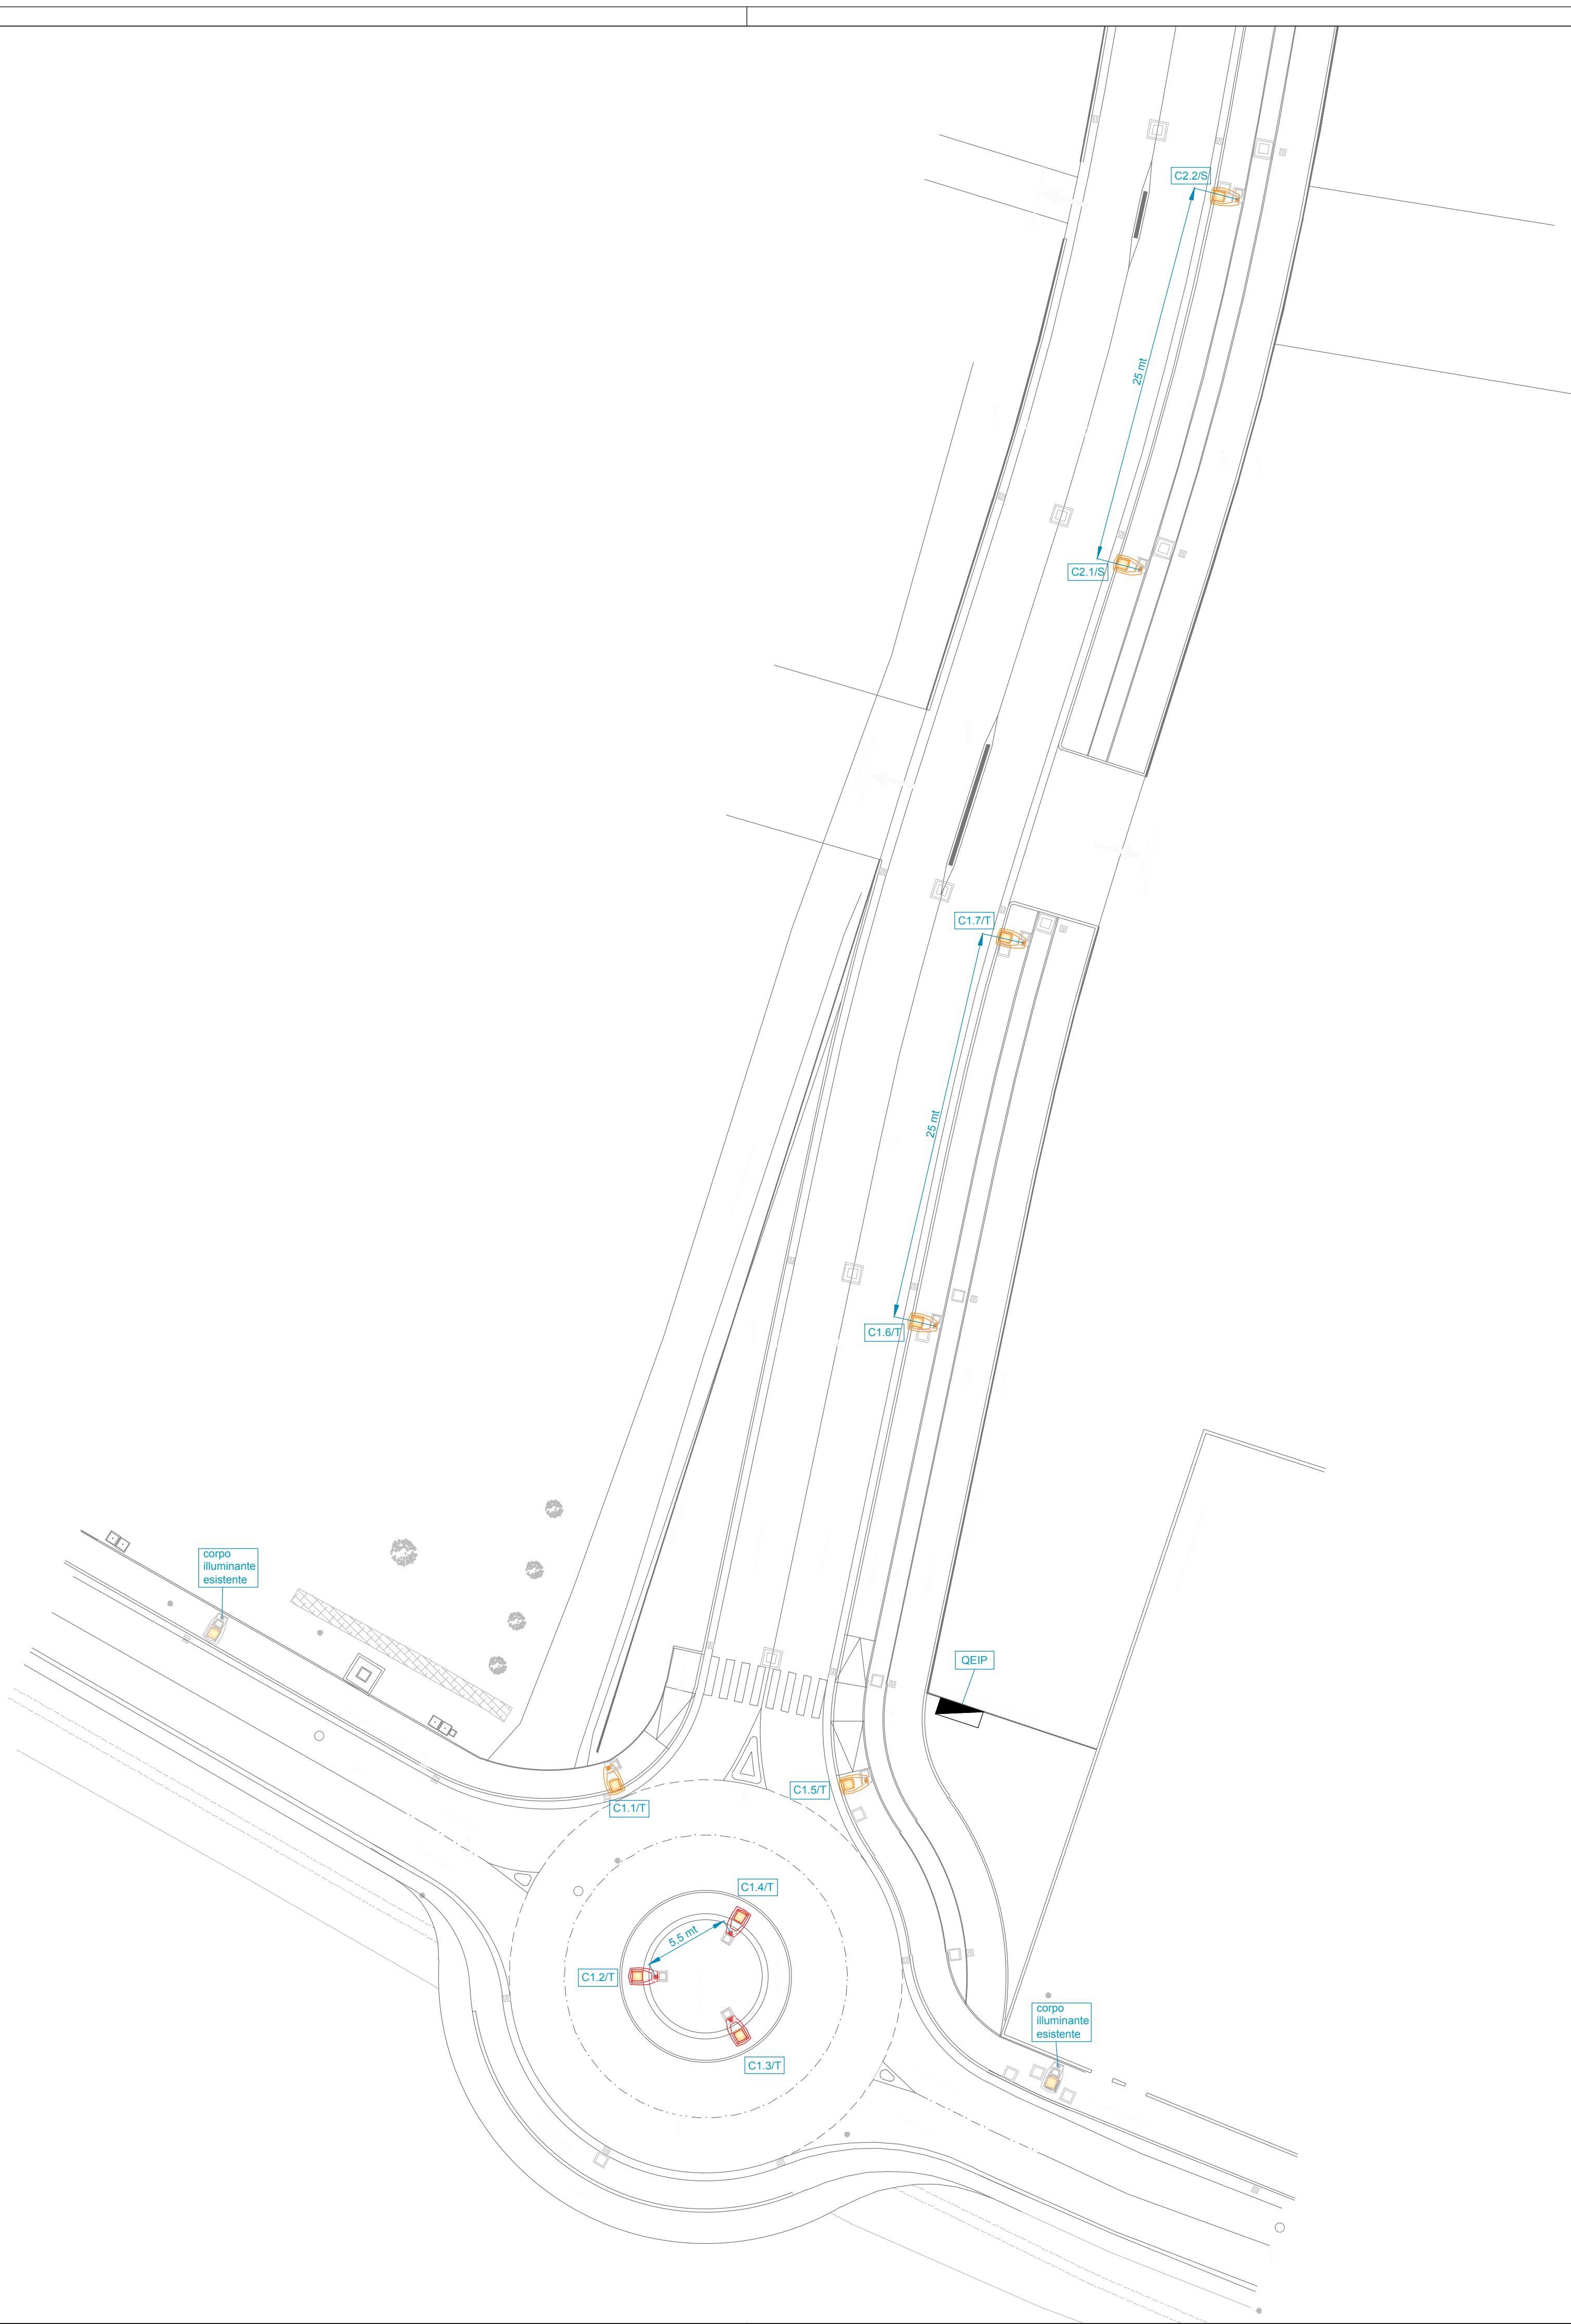 C2.2/S
25 mt
C2.1/S
C1.7/T
25 mt
C1.6/T
corpo
illuminante
esistente
QEIP
C1.5/T
C1.1/T
C1.4/T
5,5 mt
C1.2/T
corpo
illuminante
esistente
C1.3/T